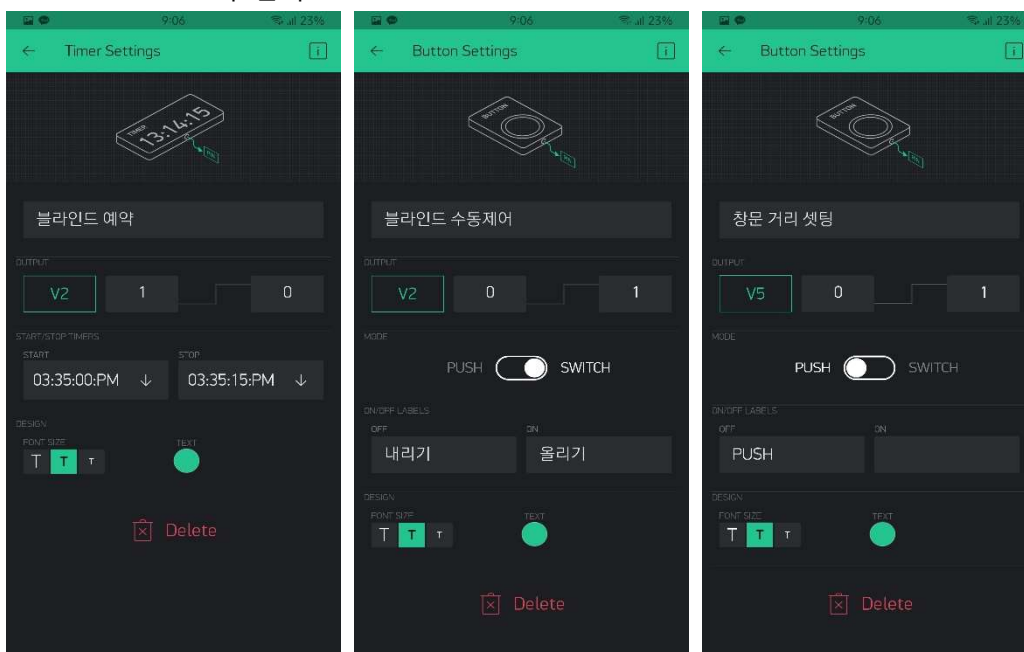 9:06
23%
Timer Settings
i
TIMER
13:14:15
PIN
블라인드 예약
OUTPUT
V2 1 0
START/STOP TIMERS
START STOP
03:35:00:PM 03:35:15:PM
DESIGN
FONT SIZE TEXT
T T T
Delete
9:06
23%
Button Settings
i
BUTTON
PIN
블라인드 수동제어
OUTPUT
V2 0 1
MODE
PUSH SWITCH
ON/OFF LABELS
OFF ON
내리기 올리기
DESIGN
FONT SIZE TEXT
T T T
Delete
9:06
23%
Button Settings
i
BUTTON
PIN
창문 거리 셋팅
OUTPUT
V5 0 1
MODE
PUSH SWITCH
ON/OFF LABELS
OFF ON
PUSH
DESIGN
FONT SIZE TEXT
T T T
Delete